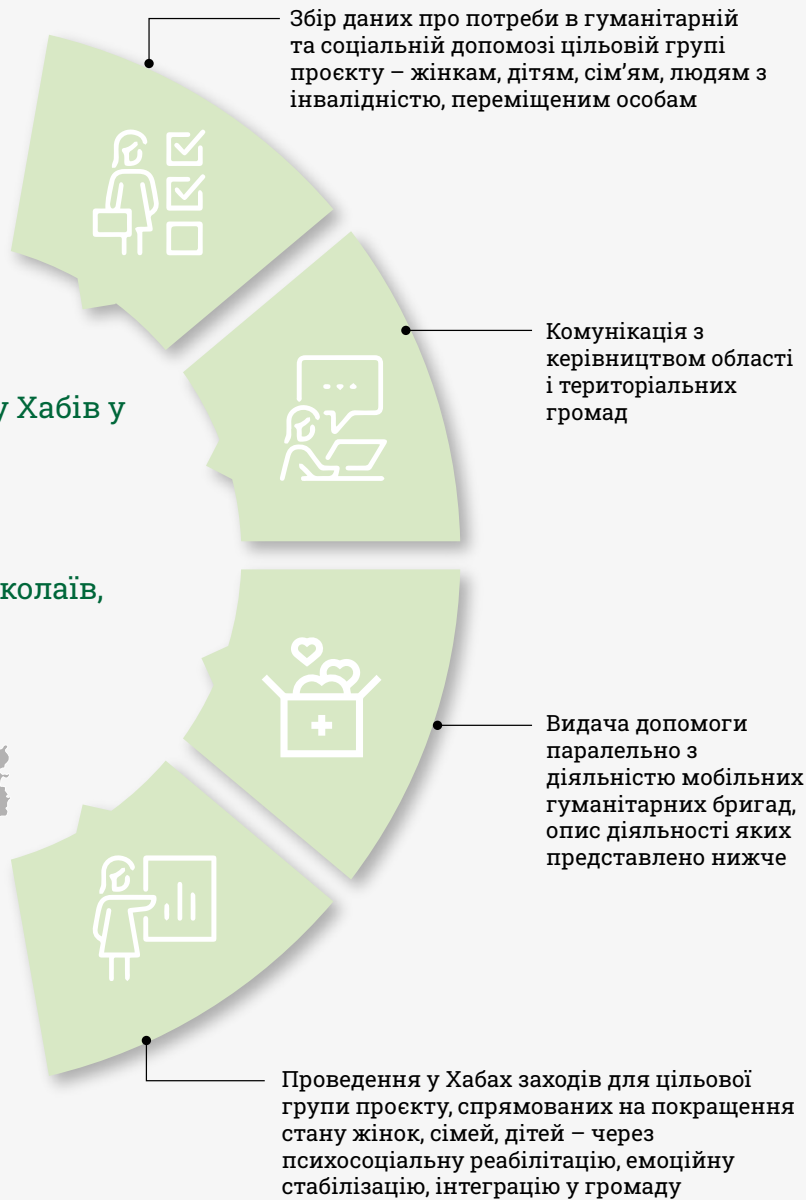 Збір даних про потреби в гуманітарній
та соціальній допомозі цільовій групі
проєкту – жінкам, дітям, сім’ям, людям з
інвалідністю, переміщеним особам
Комунікація з
керівництвом області
і територіальних
громад
у Хабів у
колаїв,
Видача допомоги
паралельно з
діяльністю мобільних
гуманітарних бригад,
опис діяльності яких
представлено нижче
Проведення у Хабах заходів для цільової
групи проєкту, спрямованих на покращення
стану жінок, сімей, дітей – через
психосоціальну реабілітацію, емоційну
стабілізацію, інтеграцію у громаду